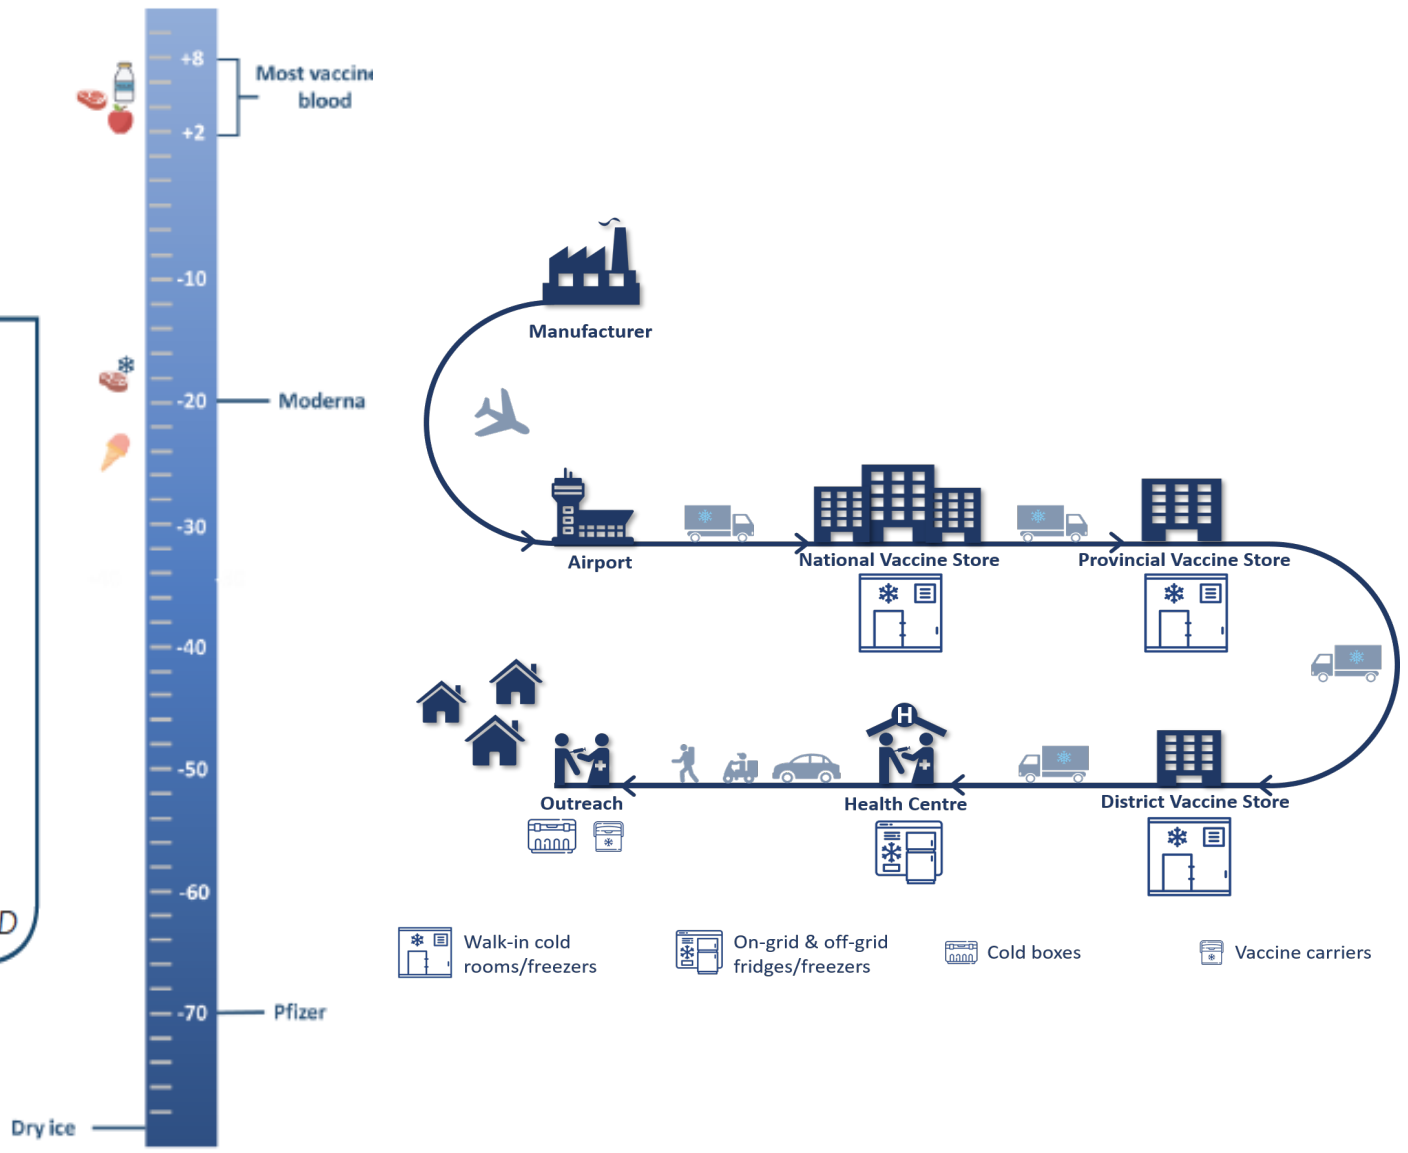 +8
Most vaccine
blood
+2
-10
-20
Moderna
-30
-40
-50
-60
D
-70
Pfizer
Dry ice
Manufacturer
Airport
National Vaccine Store
Provincial Vaccine Store
H
Outreach
Health Centre
District Vaccine Store
Walk-in cold
rooms/freezers
On-grid & off-grid
fridges/freezers
Cold boxes
Vaccine carriers